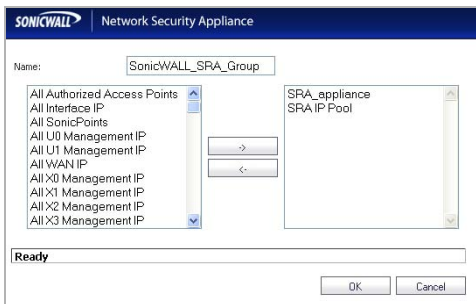 SONICWALL Network Security Appliance
Name: SonicWALL_SRA_Group
All Authorized Access Points
All Interface IP
All SonicPoints
All U0 Management IP
All U1 Management IP
All WAN IP
All X0 Management IP
All X1 Management IP
All X2 Management IP
All X3 Management IP
->
<-
SRA_appliance
SRA IP Pool
Ready
OK Cancel